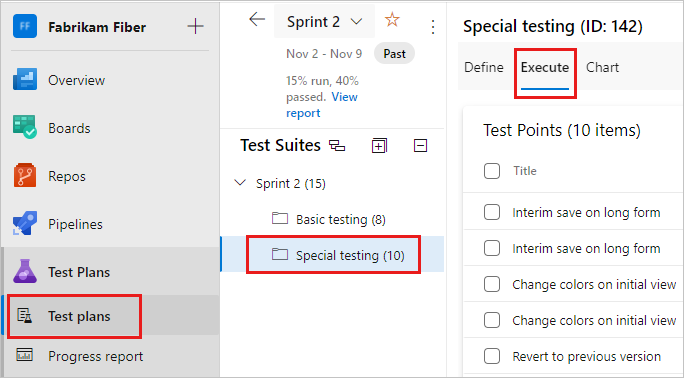 FF Fabrikam Fiber
Overview
Boards
Repos
Pipelines
Test Plans
Test plans
Progress report
Sprint 2
Nov 2 - Nov 9 Past
15% run, 40%
passed. View
report
Test Suites
Sprint 2 (15)
Basic testing (8)
Special testing (10)
Special testing (ID: 142)
Define Execute Chart
Test Points (10 items)
Title
Interim save on long form
Interim save on long form
Change colors on initial view
Change colors on initial view
Revert to previous version